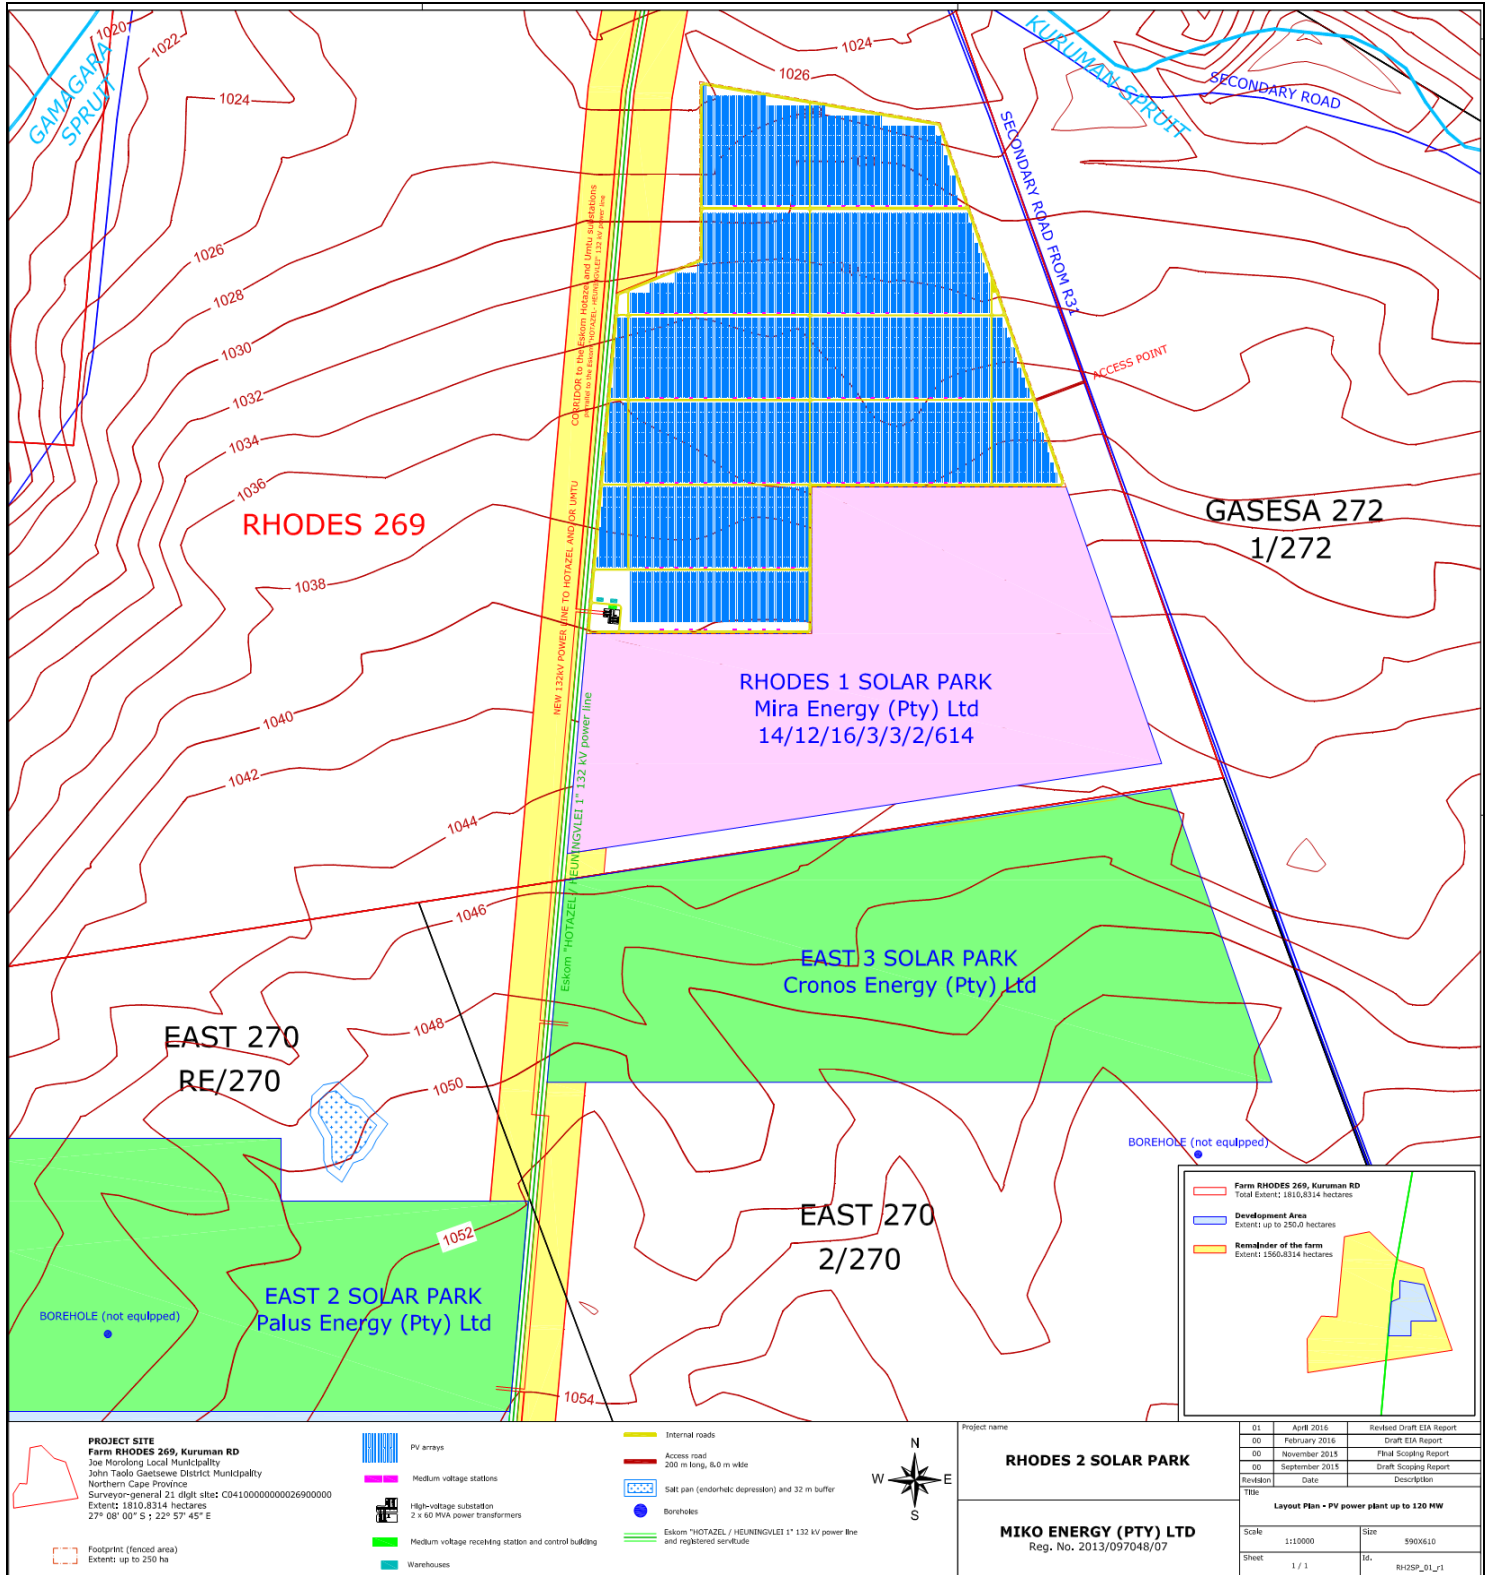 1020
1022
1024
GAMAGARA
SPRUIT
1024
1026
KURUMAN SPRUIT
SECONDARY ROAD
SECONDARY ROAD FROM R31
ACCESS POINT
1026
1028
1030
1032
1034
1036
1038
1040
1042
1044
1046
1048
1050
1052
1054
CORRIDOR to the Eskom Hotazel and Umtu substations
parallel to the Eskom "HOTAZEL - HEUNINGVLEI" 132 kV power line
NEW 132kV POWER LINE TO HOTAZEL AND/OR UMTU
Eskom "HOTAZEL / HEUNINGVLEI 1" 132 kV power line
RHODES 269
GASESA 272
1/272
RHODES 1 SOLAR PARK
Mira Energy (Pty) Ltd
14/12/16/3/3/2/614
EAST 3 SOLAR PARK
Cronos Energy (Pty) Ltd
EAST 270
RE/270
BOREHOLE (not equipped)
EAST 270
2/270
EAST 2 SOLAR PARK
Palus Energy (Pty) Ltd
BOREHOLE (not equipped)
Farm RHODES 269, Kuruman RD
Total Extent: 1810,8314 hectares
Development Area
Extent: up to 250.0 hectares
Remainder of the farm
Extent: 1560.8314 hectares
PROJECT SITE
Farm RHODES 269, Kuruman RD
Joe Morolong Local Municipality
John Taolo Gaetsewe District Municipality
Northern Cape Province
Surveyor-general 21 digit site: C04100000000026900000
Extent: 1810.8314 hectares
27° 08' 00" S ; 22° 57' 45" E
Footprint (fenced area)
Extent: up to 250 ha
PV arrays
Medium voltage stations
High-voltage substation
2 x 60 MVA power transformers
Medium voltage receiving station and control building
Warehouses
Internal roads
Access road
200 m long, 8.0 m wide
Salt pan (endorheic depression) and 32 m buffer
Boreholes
Eskom "HOTAZEL / HEUNINGVLEI 1" 132 kV power line
and registered servitude
N
W E
S
Project name
RHODES 2 SOLAR PARK
MIKO ENERGY (PTY) LTD
Reg. No. 2013/097048/07
01 April 2016 Revised Draft EIA Report
00 February 2016 Draft EIA Report
00 November 2015 Final Scoping Report
00 September 2015 Draft Scoping Report
Revision Date Description
Title
Layout Plan - PV power plant up to 120 MW
Scale Size
1:10000 590X610
Sheet Id.
1 / 1 RH2SP_01_r1